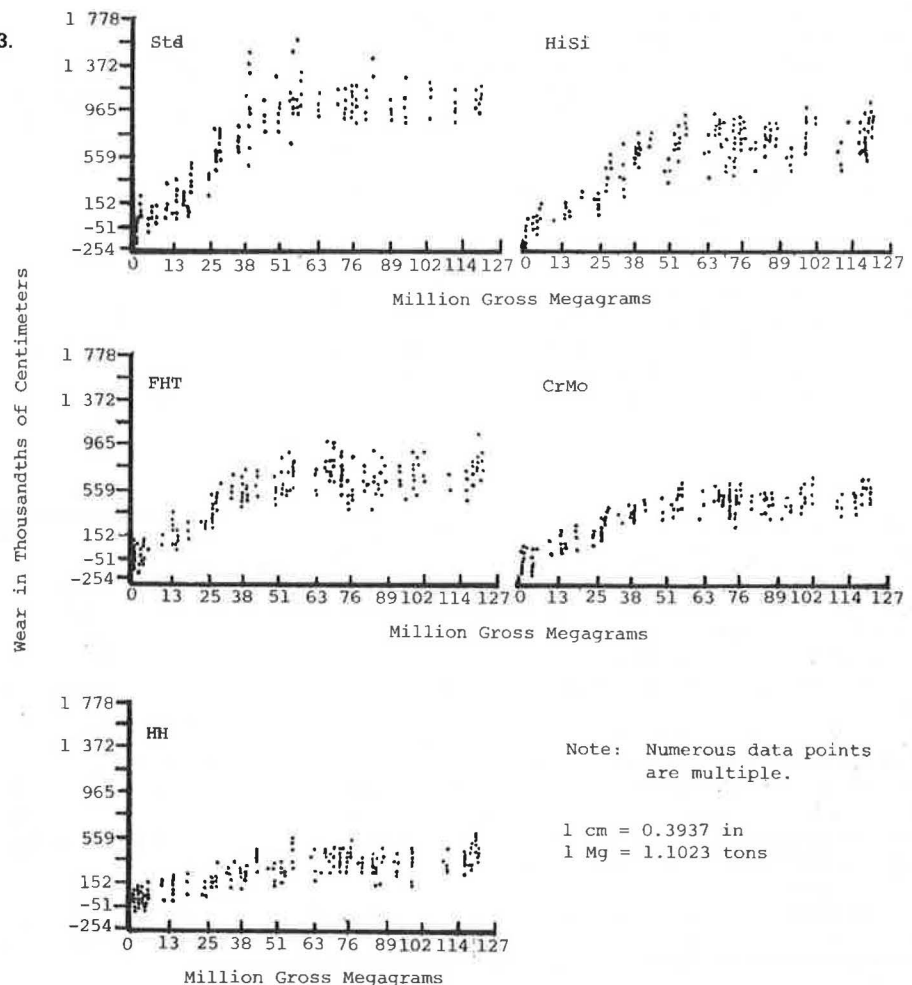 3.
Std
HiSi
1 778
1 372
965
559
152
-51
-254
0 13 25 38 51 63 76 89 102 114 127
0 13 25 38 51 63 76 89 102 114 127
Million Gross Megagrams
Wear in Thousandths of Centimeters
FHT
CrMo
1 778
1 372
965
559
152
-51
-254
0 13 25 38 51 63 76 89 102 114 127
0 13 25 38 51 63 76 89 102 114 127
Million Gross Megagrams
HH
1 778
1 372
965
559
152
-51
-254
0 13 25 38 51 63 76 89 102 114 127
Million Gross Megagrams
Note: Numerous data points
are multiple.
1 cm = 0.3937 in
1 Mg = 1.1023 tons